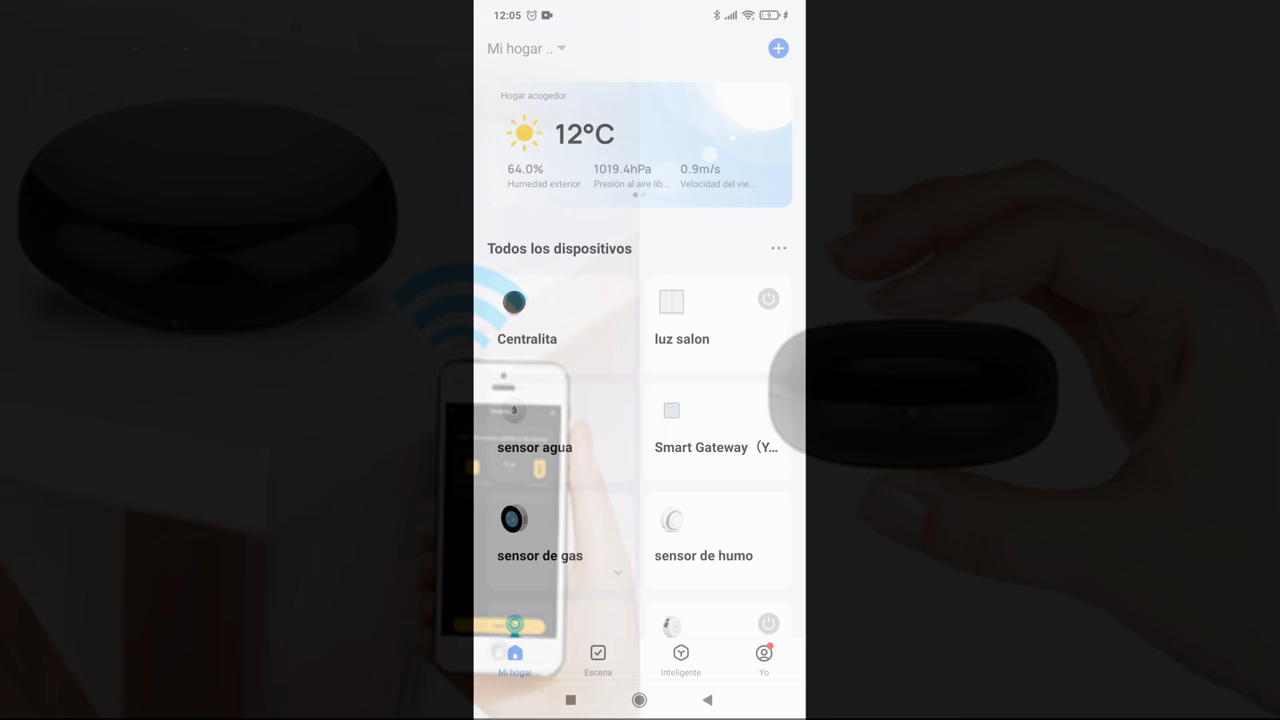 12:05
9
Mi hogar ..
Hogar acogedor
12°C
64.0% 1019.4hPa 0.9m/s
Humedad exterior Presión al aire lib... Velocidad del vie...
Todos los dispositivos
Centralita luz salon
sensor agua Smart Gateway（Y...
sensor de gas sensor de humo
Mi hogar Escena Inteligente Yo